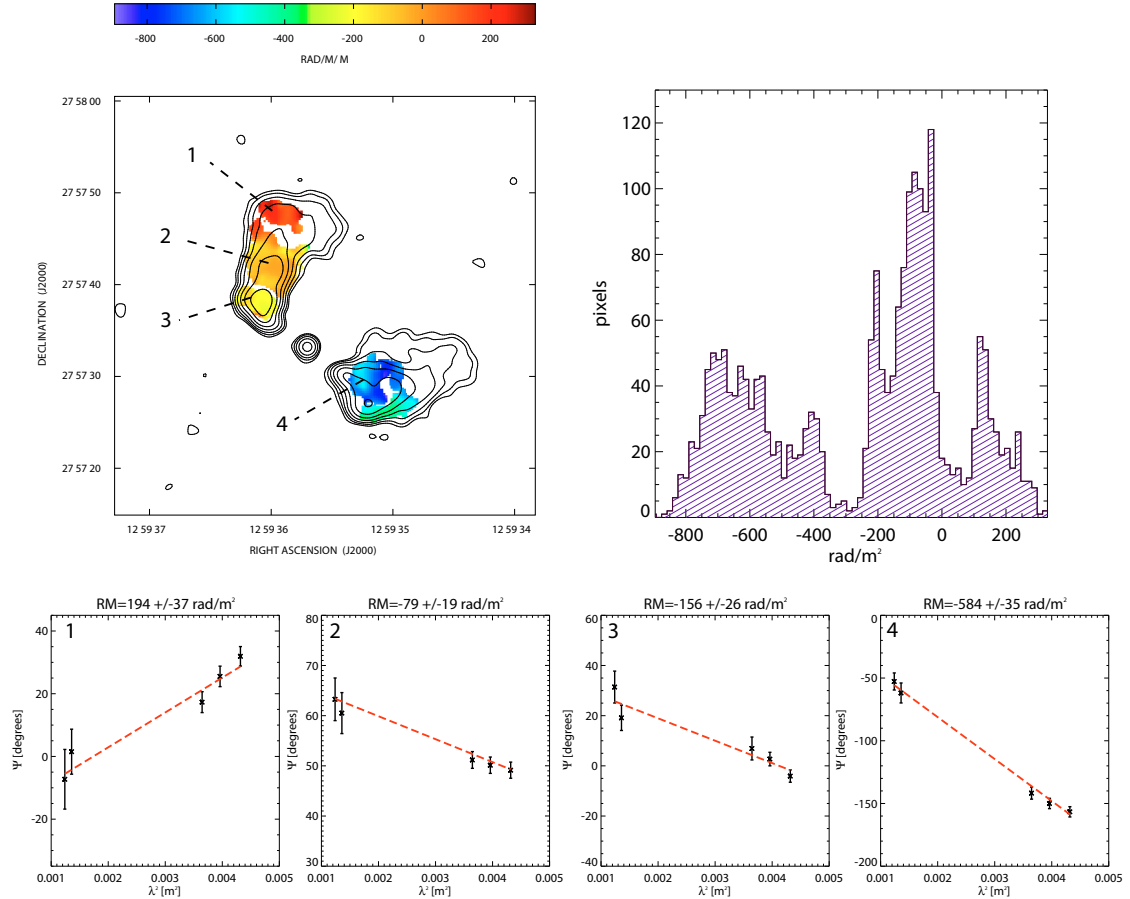 -800 -600 -400 -200 0 200
RAD/M/ M
27 58 00
27 57 50
27 57 40
27 57 30
27 57 20
DECLINATION (J2000)
1
2
3
4
12 59 37 12 59 36 12 59 35 12 59 34
RIGHT ASCENSION (J2000)
120
100
80
60
40
20
0
pixels
-800 -600 -400 -200 0 200
rad/m²
RM=194 +/-37 rad/m²
1
40
20
0
-20
Ψ [degrees]
0.001 0.002 0.003 0.004 0.005
λ² [m²]
RM=-79 +/-19 rad/m²
2
80
70
60
50
40
30
Ψ [degrees]
0.001 0.002 0.003 0.004 0.005
λ² [m²]
RM=-156 +/-26 rad/m²
3
60
40
20
0
-20
-40
Ψ [degrees]
0.001 0.002 0.003 0.004 0.005
λ² [m²]
RM=-584 +/-35 rad/m²
4
0
-50
-100
-150
-200
Ψ [degrees]
0.001 0.002 0.003 0.004 0.005
λ² [m²]